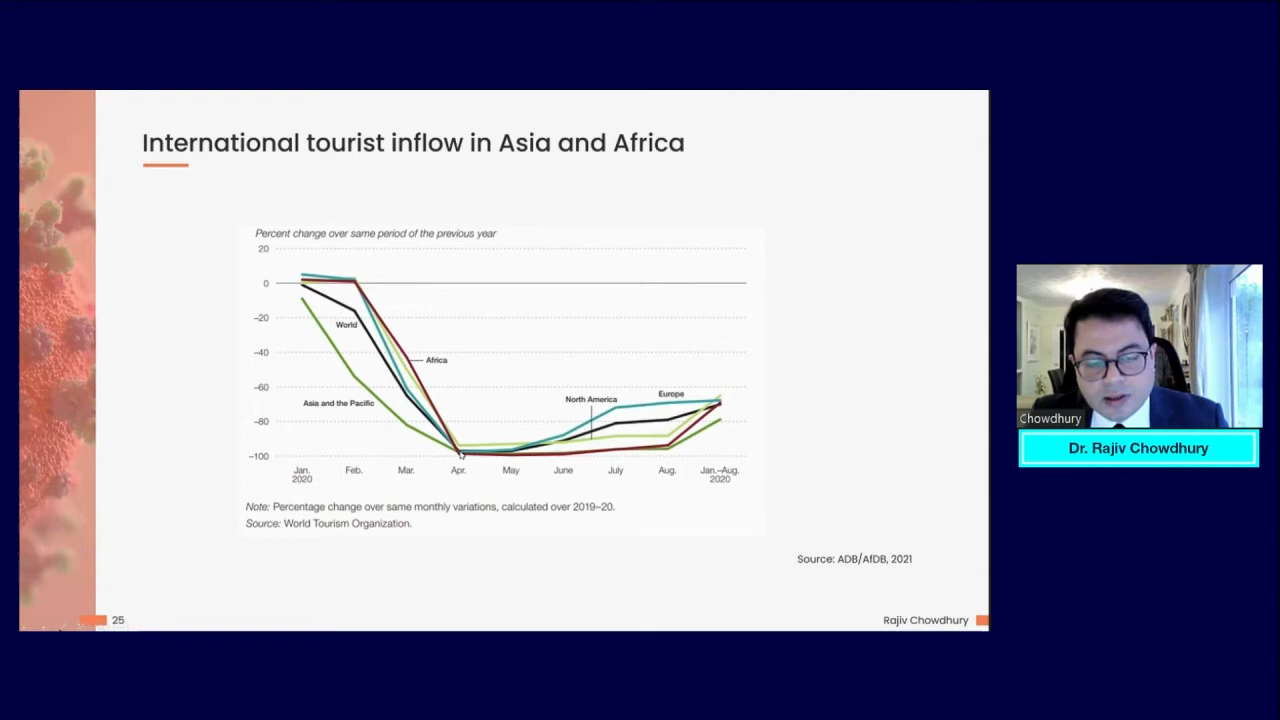 International tourist inflow in Asia and Africa
Percent change over same period of the previous year
20
0
–20
–40
–60
–80
–100
World
Africa
Asia and the Pacific
North America
Europe
Jan. 2020
Feb.
Mar.
Apr.
May
June
July
Aug.
Jan.–Aug. 2020
Note: Percentage change over same monthly variations, calculated over 2019–20.
Source: World Tourism Organization.
Source: ADB/AfDB, 2021
25
Rajiv Chowdhury
Chowdhury
Dr. Rajiv Chowdhury